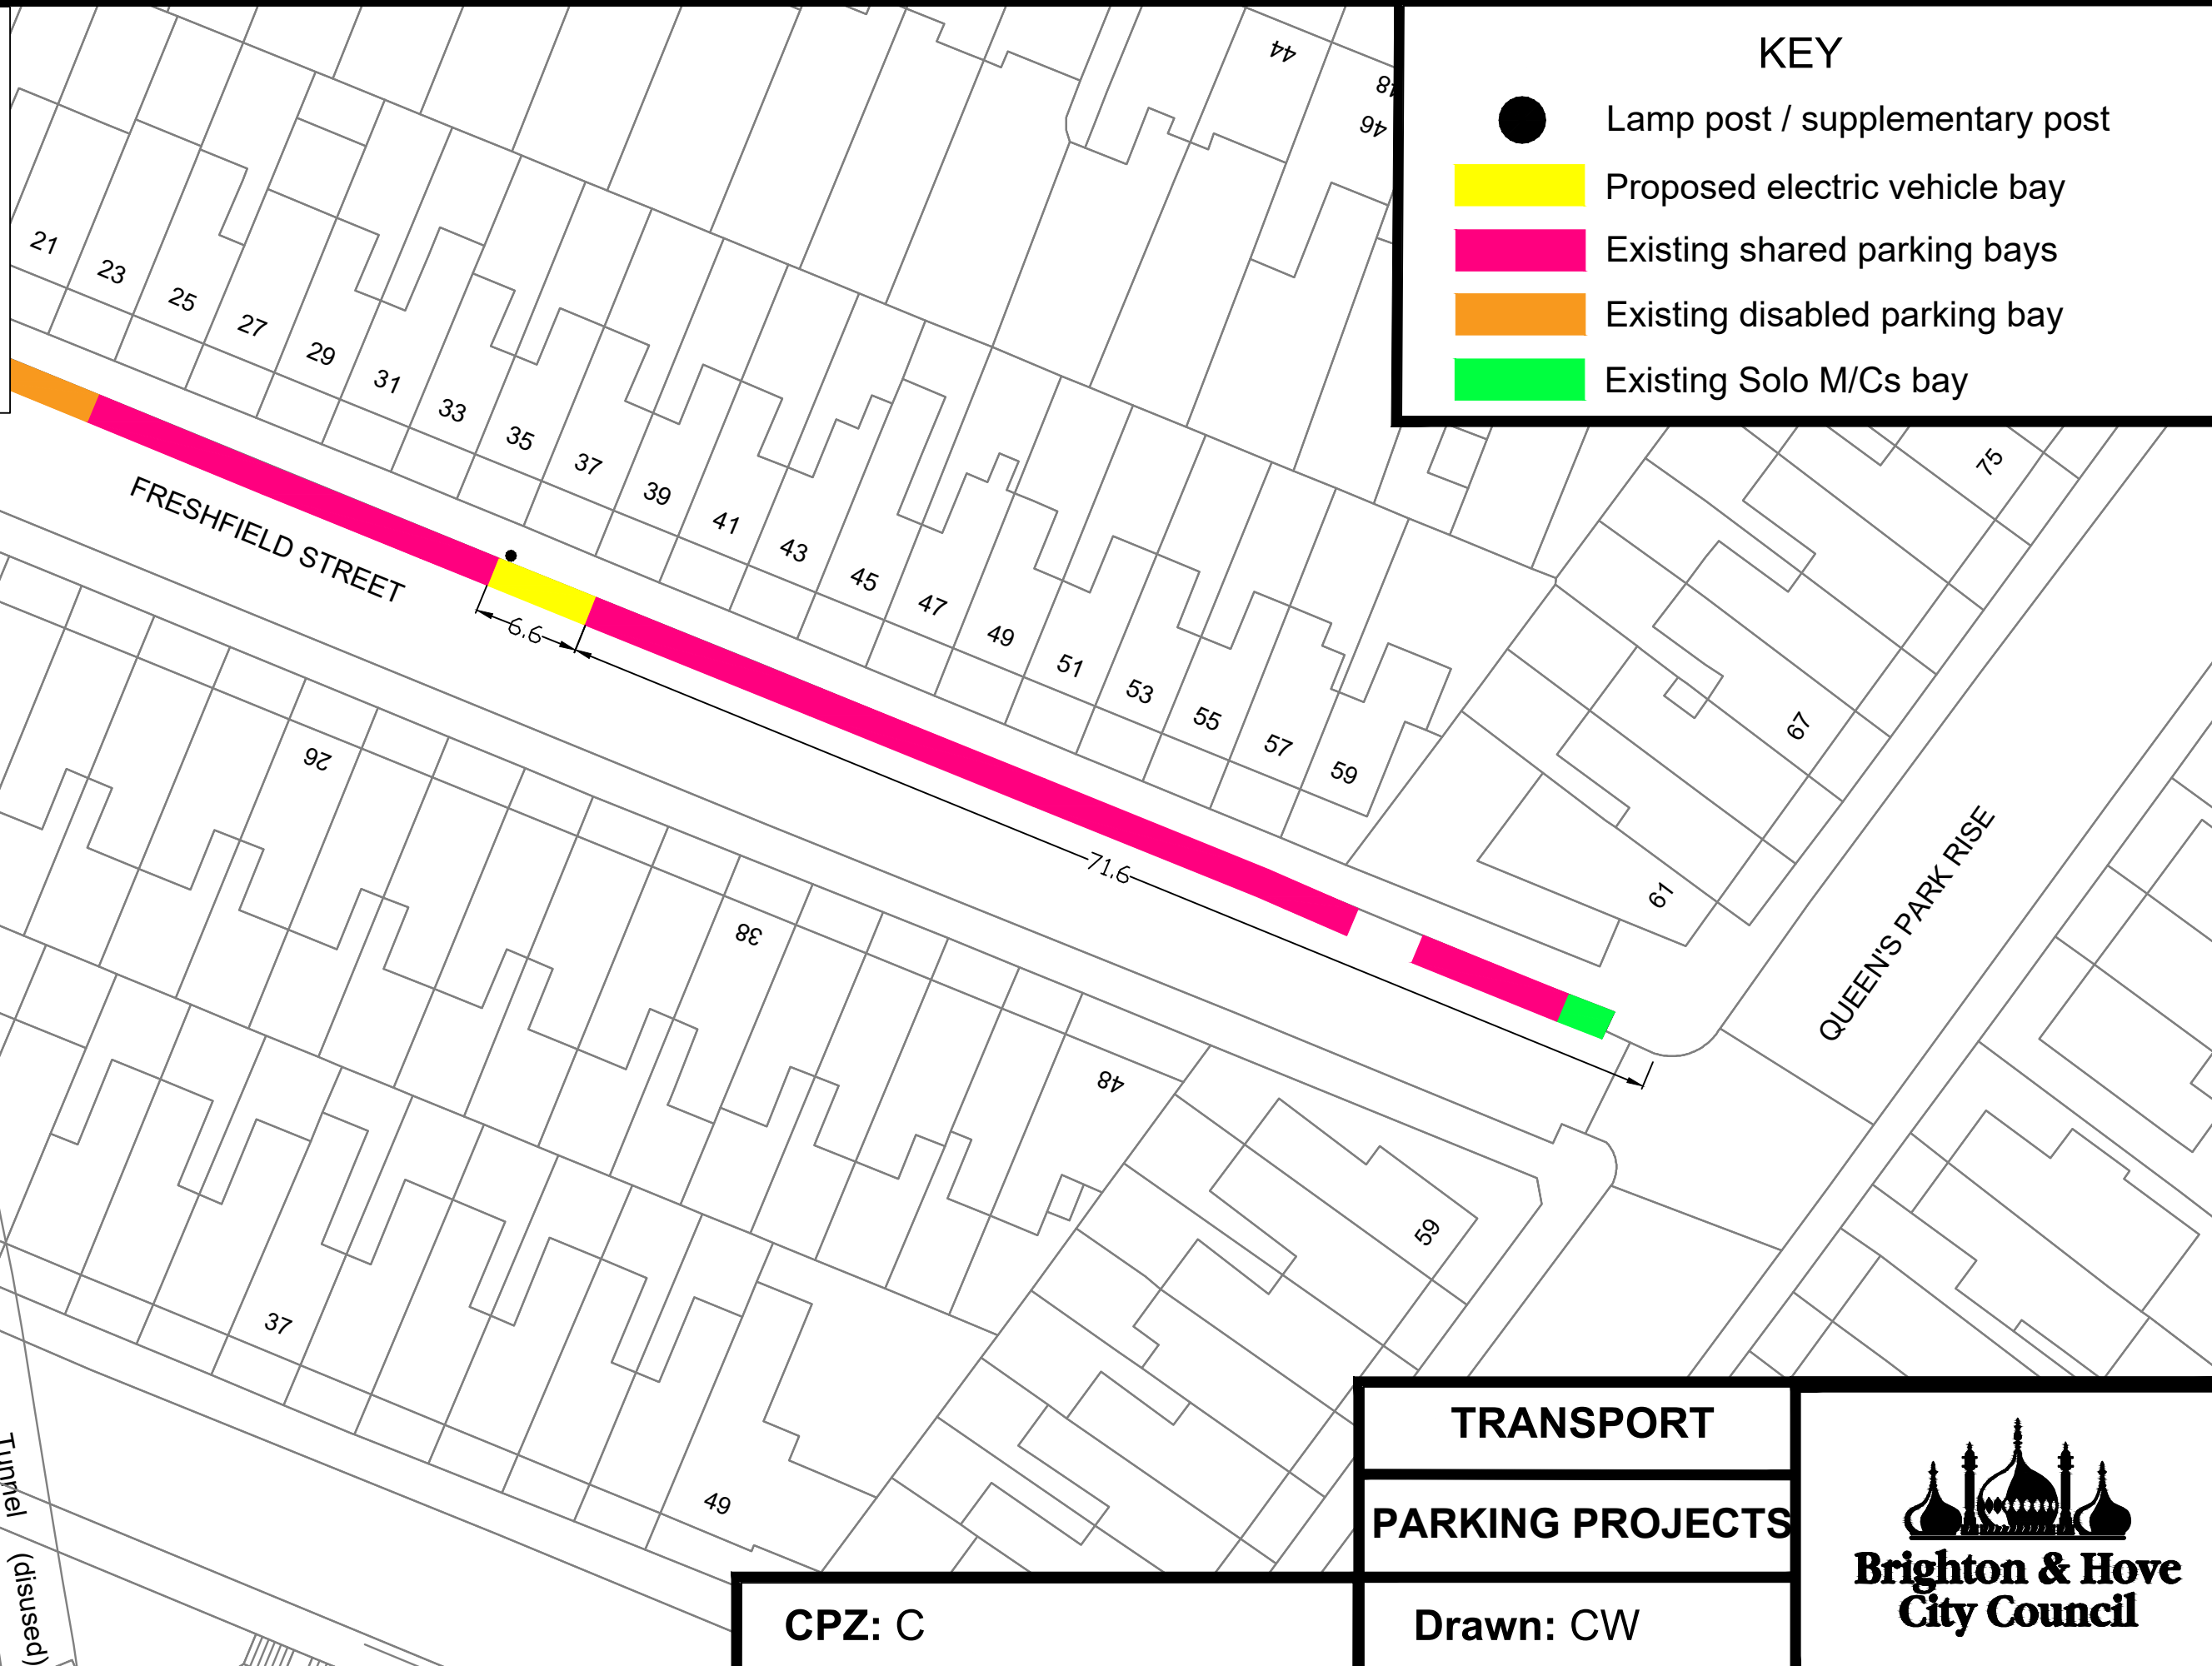 KEY
Lamp post / supplementary post
Proposed electric vehicle bay
Existing shared parking bays
Existing disabled parking bay
Existing Solo M/Cs bay
44
48
46
21
23
25
27
29
31
33
35
37
39
41
43
45
47
49
51
53
55
57
59
61
67
75
FRESHFIELD STREET
6.6
71.6
QUEEN'S PARK RISE
26
38
48
59
37
49
Tunnel (disused)
TRANSPORT
PARKING PROJECTS
CPZ: C
Drawn: CW
Brighton & Hove
City Council